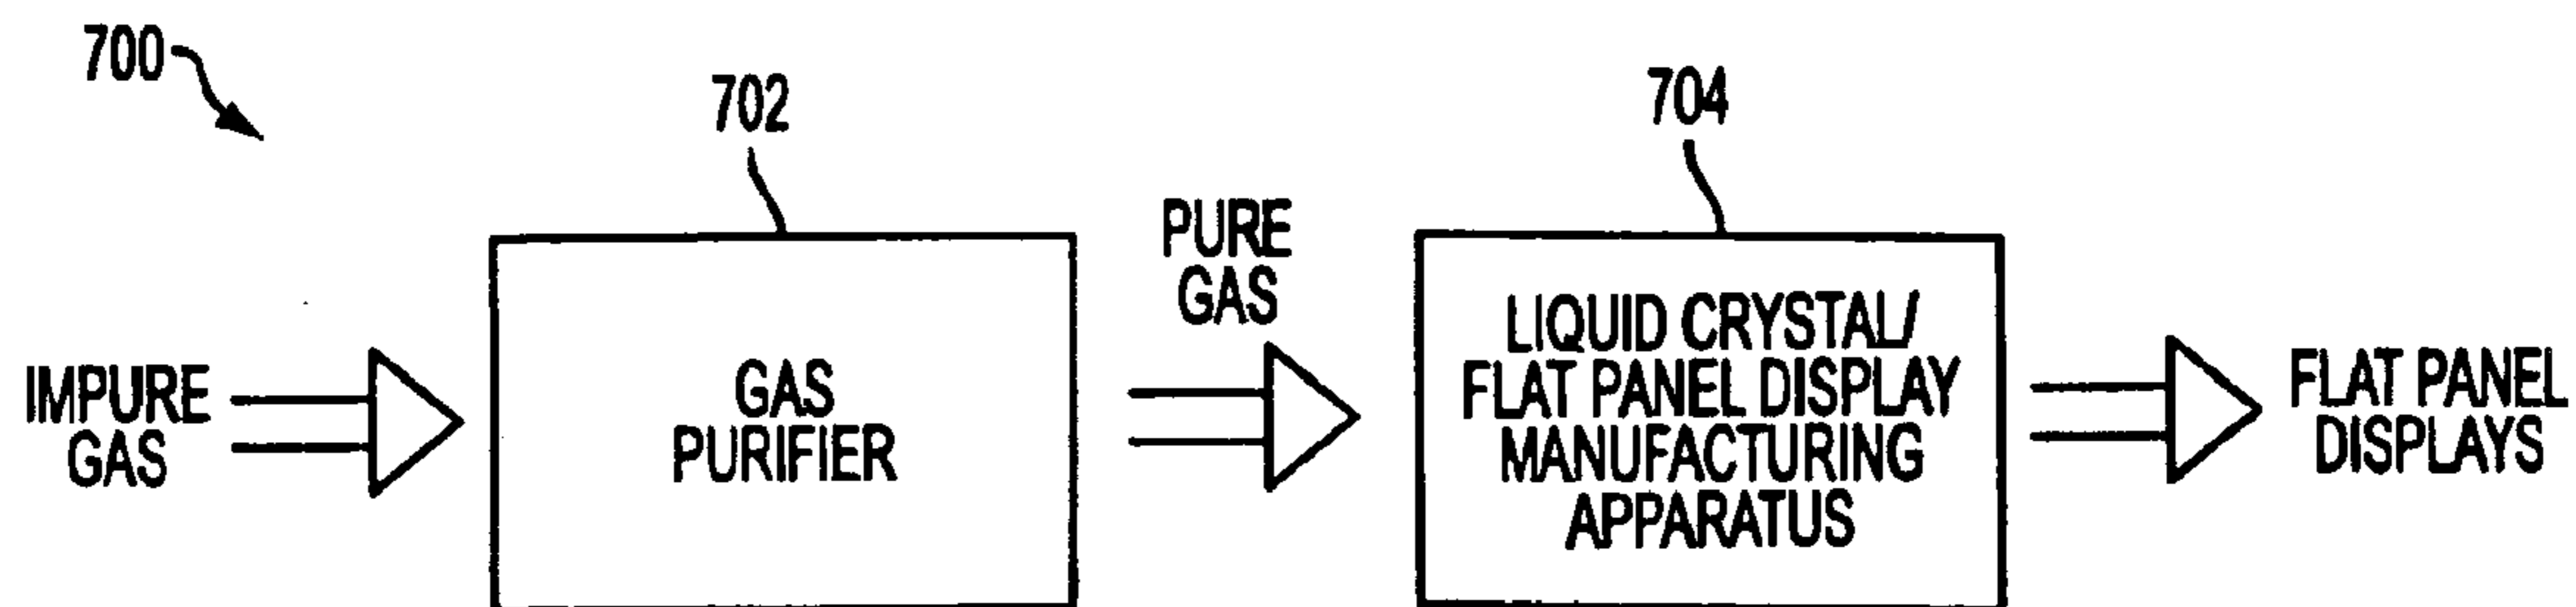 700
702
704
IMPURE
GAS
GAS
PURIFIER
PURE
GAS
LIQUID CRYSTAL/
FLAT PANEL DISPLAY
MANUFACTURING
APPARATUS
FLAT PANEL
DISPLAYS